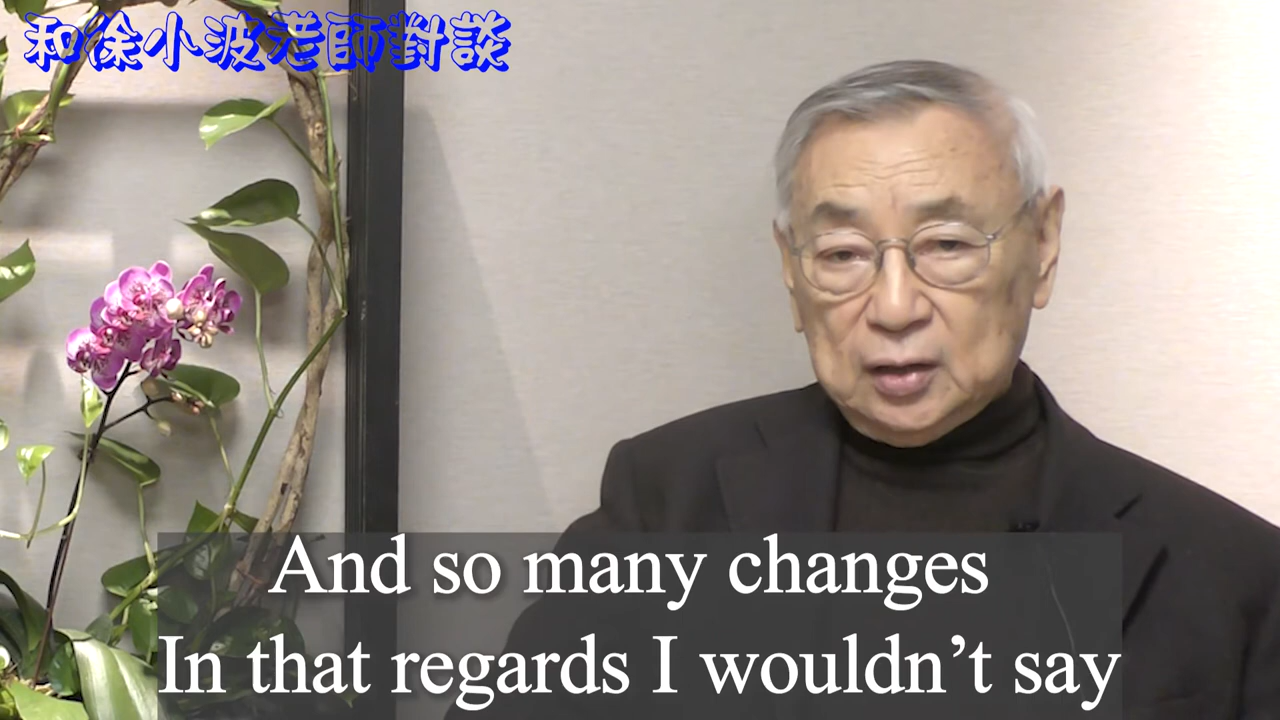 和徐小波老師對談
And so many changes
In that regards I wouldn’t say